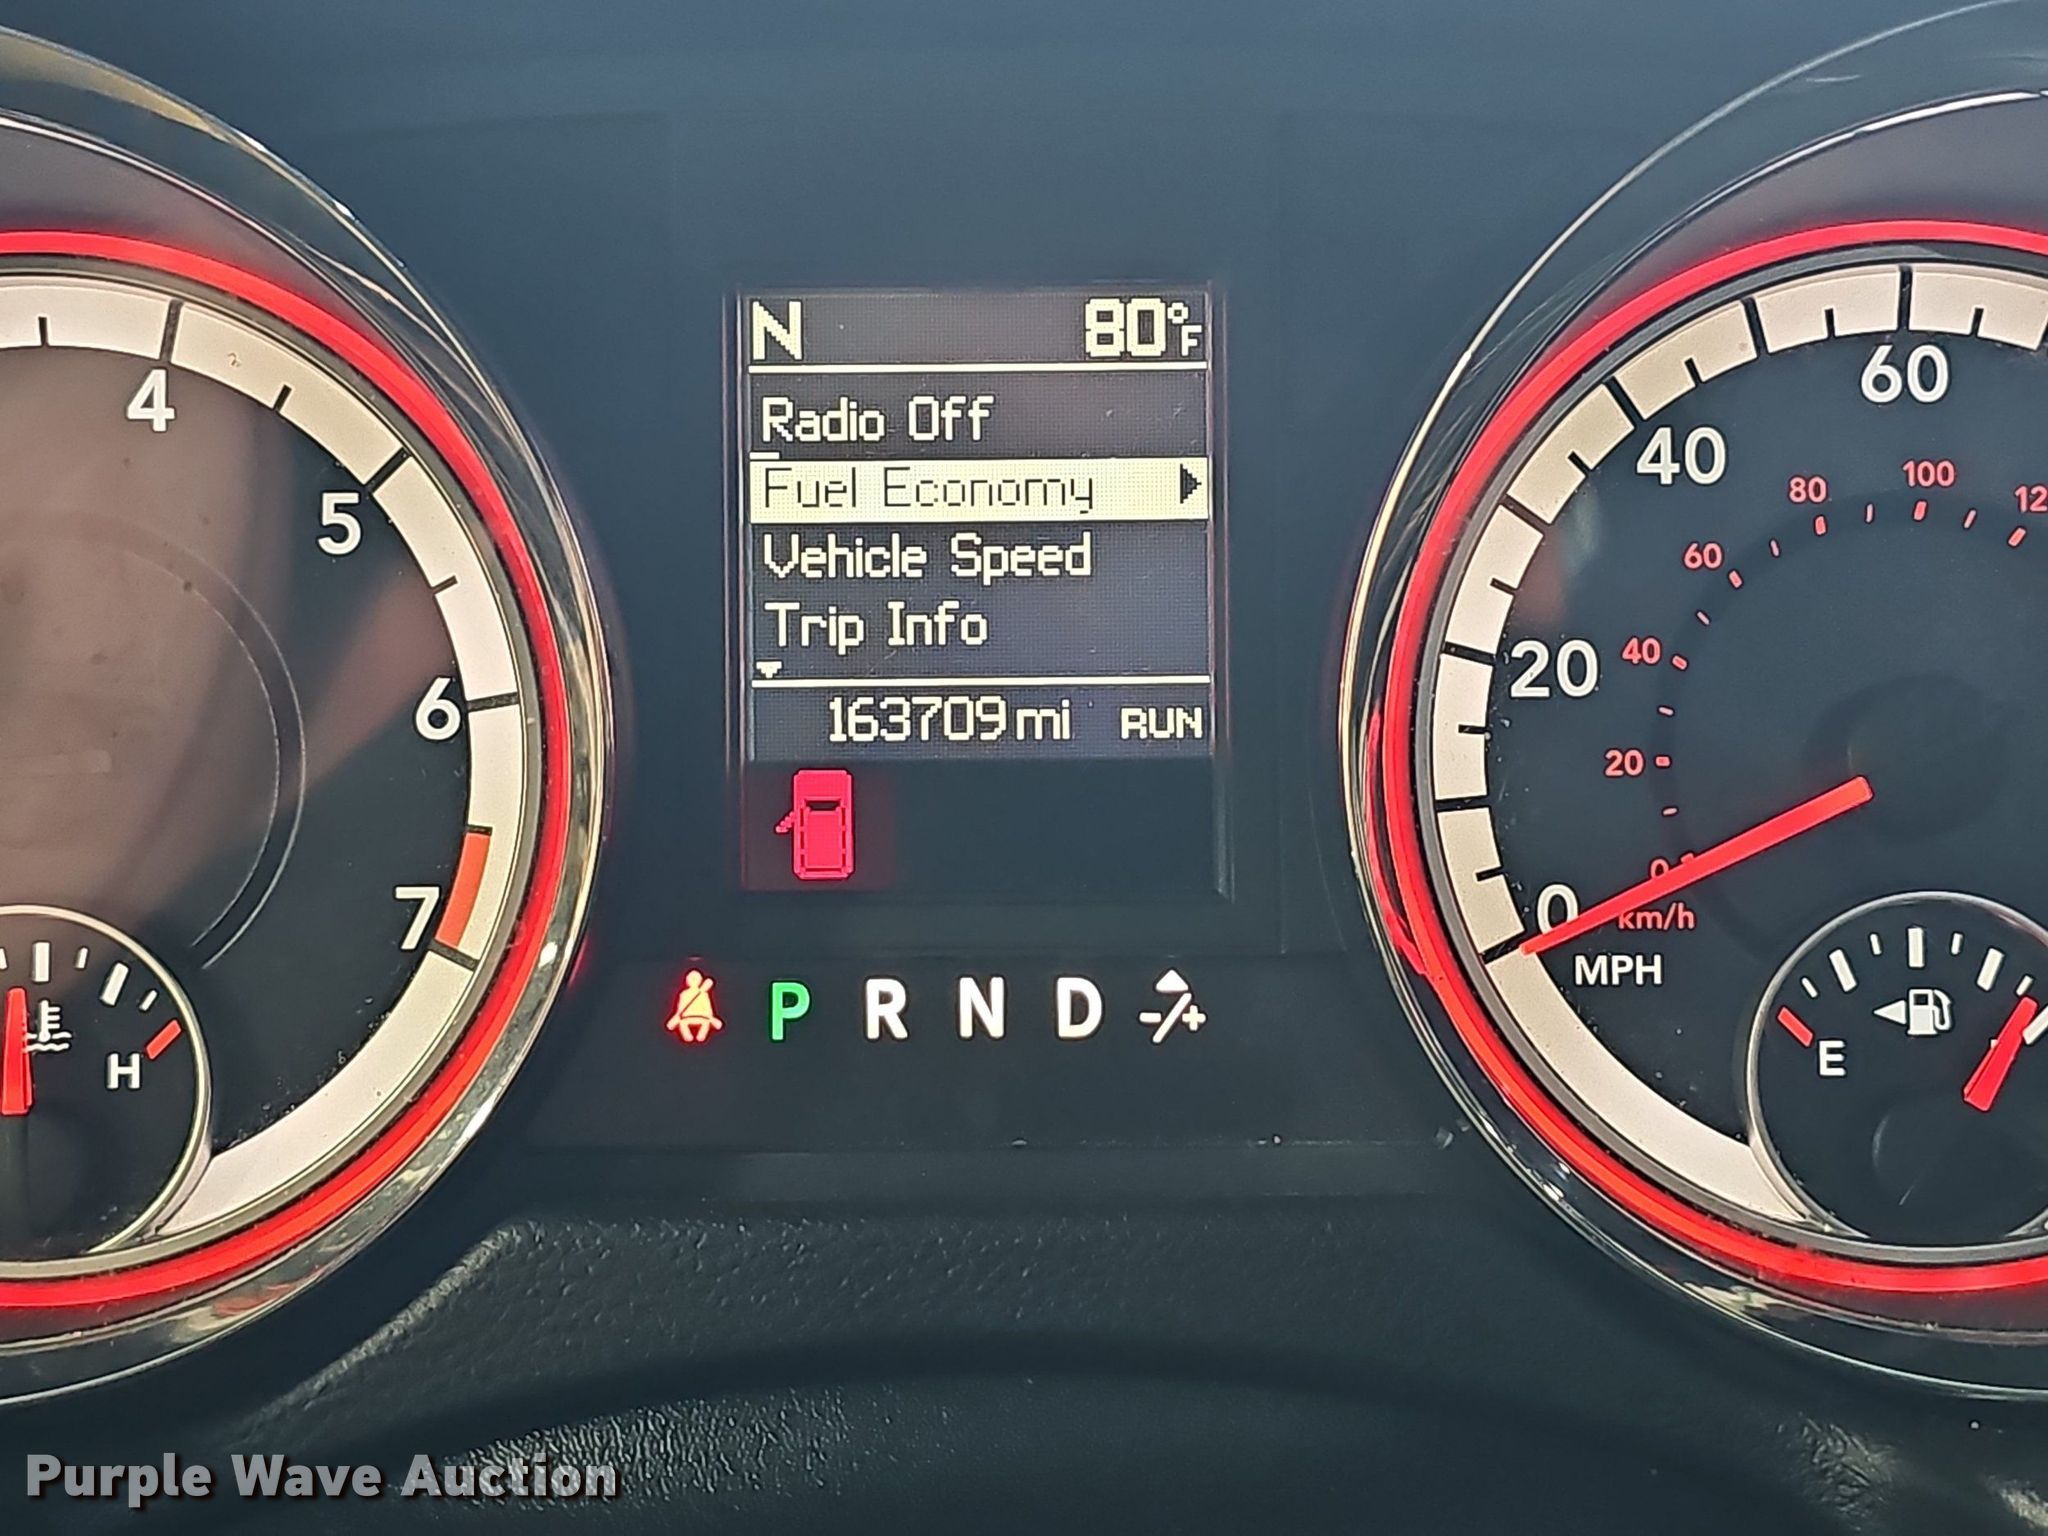 N 80°F
Radio Off
Fuel Economy
Vehicle Speed
Trip Info
163709 mi RUN
4
5
6
7
H
P R N D -/+
0
20
40
60
MPH
20
40
60
80
100
km/h
E
Purple Wave Auction